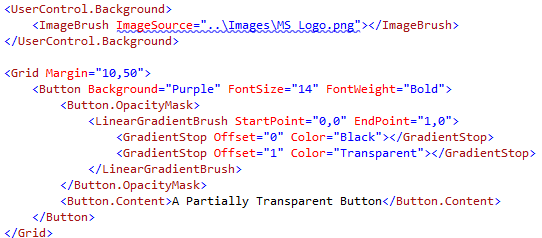 <UserControl.Background>
    <ImageBrush ImageSource="..\Images\MS Logo.png"></ImageBrush>
</UserControl.Background>

<Grid Margin="10,50">
    <Button Background="Purple" FontSize="14" FontWeight="Bold">
        <Button.OpacityMask>
            <LinearGradientBrush StartPoint="0,0" EndPoint="1,0">
                <GradientStop Offset="0" Color="Black"></GradientStop>
                <GradientStop Offset="1" Color="Transparent"></GradientStop>
            </LinearGradientBrush>
        </Button.OpacityMask>
        <Button.Content>A Partially Transparent Button</Button.Content>
    </Button>
</Grid>